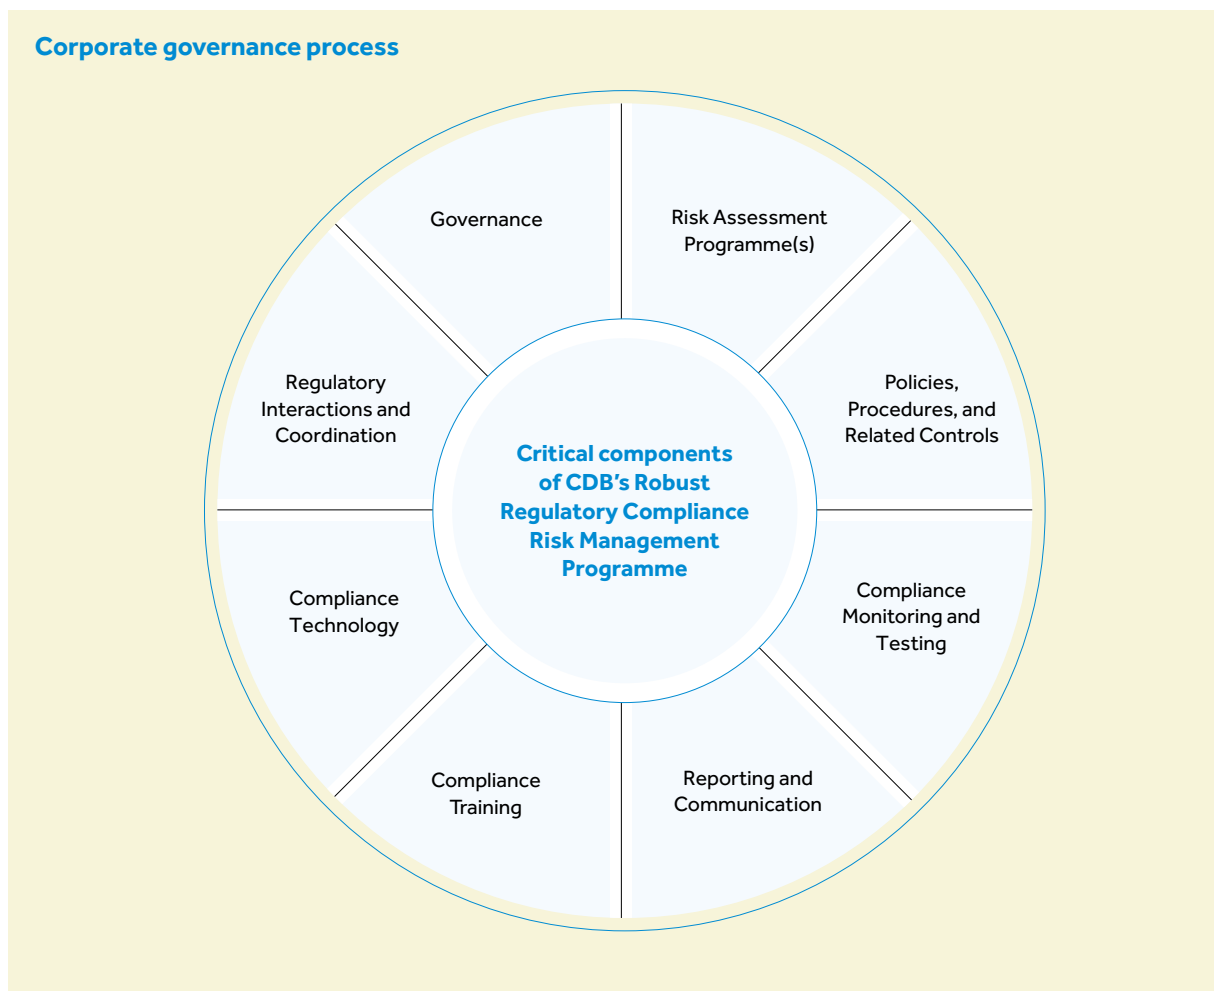 Corporate governance process
Governance
Risk Assessment
Programme(s)
Policies,
Procedures, and
Related Controls
Compliance
Monitoring and
Testing
Reporting and
Communication
Compliance
Training
Compliance
Technology
Regulatory
Interactions and
Coordination
Critical components
of CDB’s Robust
Regulatory Compliance
Risk Management
Programme